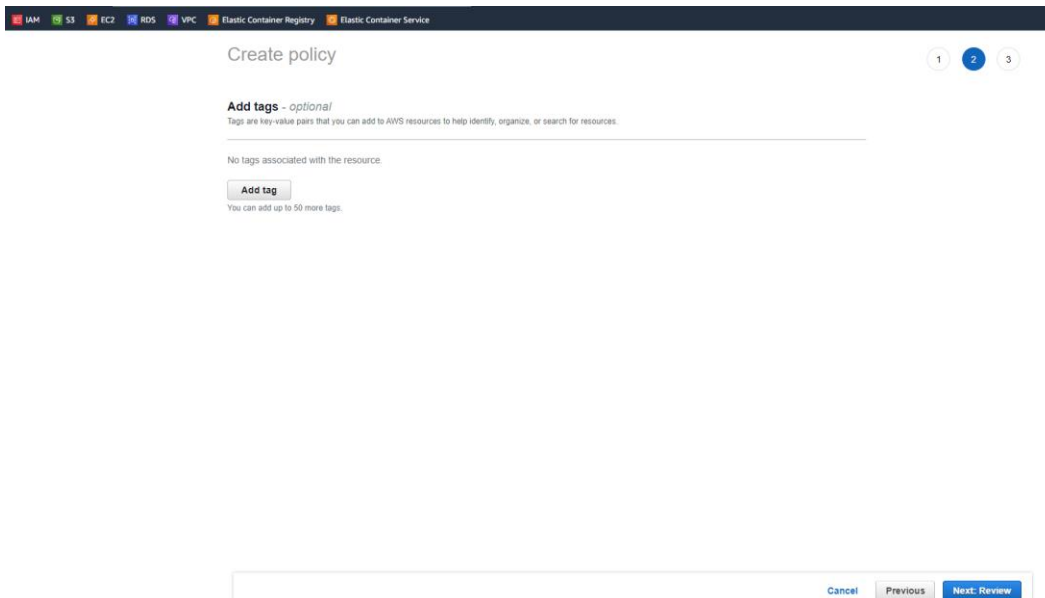 IAM S3 EC2 RDS VPC Elastic Container Registry Elastic Container Service
Create policy
1 2 3
Add tags - optional
Tags are key-value pairs that you can add to AWS resources to help identify, organize, or search for resources.
No tags associated with the resource.
Add tag
You can add up to 50 more tags.
Cancel Previous Next: Review